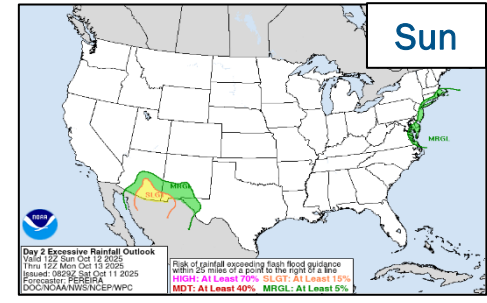 Sun
MRGL
MRGL
SLGT
NOAA
Day 2 Excessive Rainfall Outlook
Valid 12Z Sun Oct 12 2025
Thru 12Z Mon Oct 13 2025
Issued: 0829Z Sat Oct 11 2025
Forecaster: PEREIRA
DOC/NOAA/NWS/NCEP/WPC
Risk of rainfall exceeding flash flood guidance
within 25 miles of a point to the right of a line
HIGH: At Least 70% SLGT: At Least 15%
MDT: At Least 40% MRGL: At Least 5%